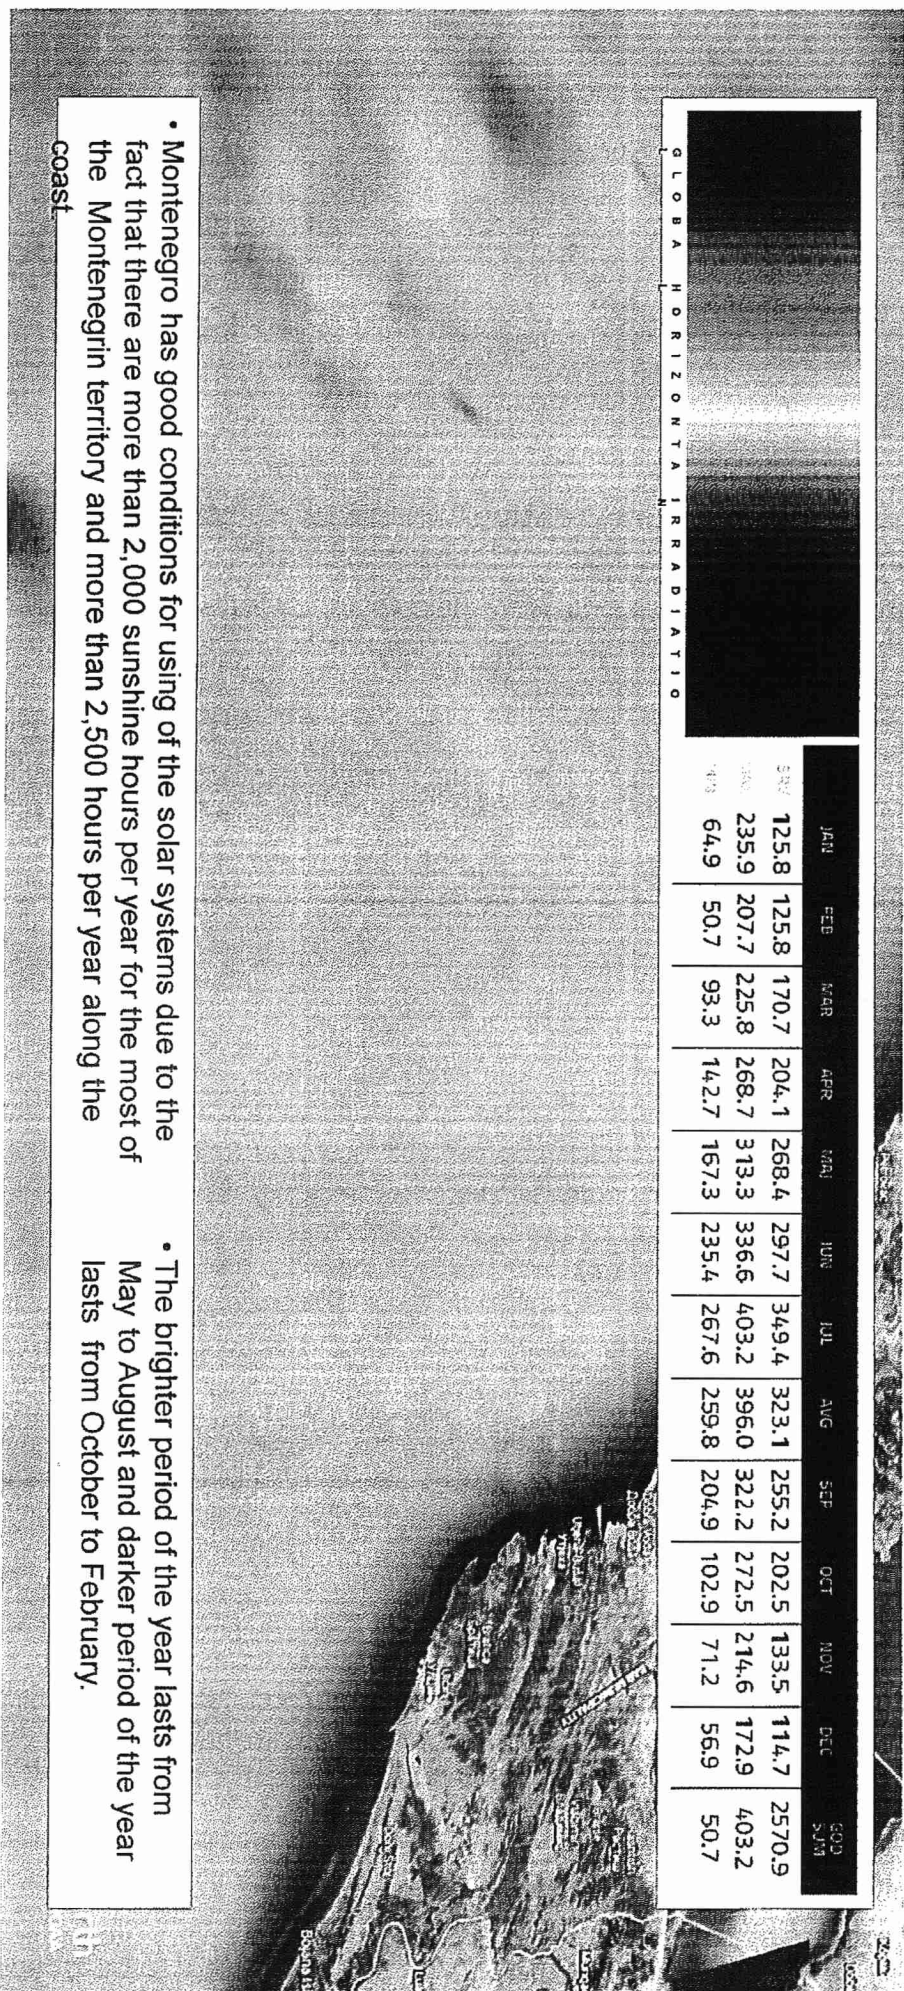 GLOBA HORIZONTA IRRADIATIO
L L N
JAN FEB MAR APR MAJ JUN JUL AVG SEP OCT NOV DEC GOD SUM
125.8 125.8 170.7 204.1 268.4 297.7 349.4 323.1 255.2 202.5 133.5 114.7 2570.9
235.9 207.7 225.8 268.7 313.3 336.6 403.2 396.0 322.2 272.5 214.6 172.9 403.2
64.9 50.7 93.3 142.7 167.3 235.4 267.6 259.8 204.9 102.9 71.2 56.9 50.7
• Montenegro has good conditions for using of the solar systems due to the
fact that there are more than 2,000 sunshine hours per year for the most of
the Montenegrin territory and more than 2,500 hours per year along the
coast.
• The brighter period of the year lasts from
May to August and darker period of the year
lasts from October to February.